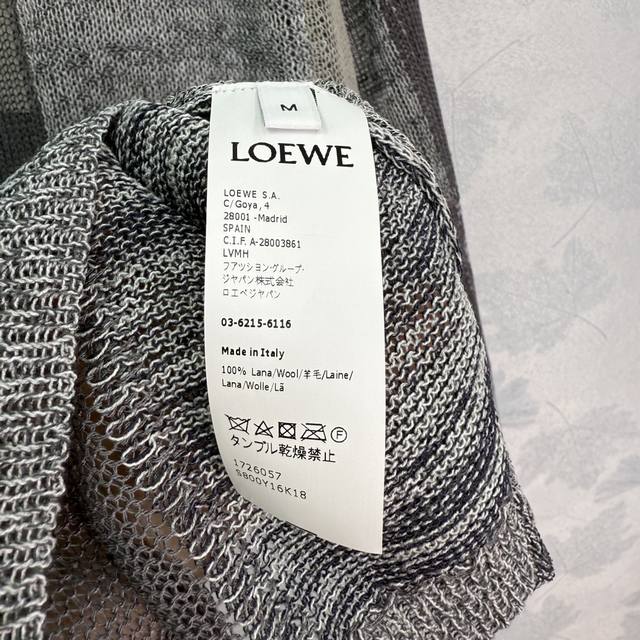 M
LOEWE
LOEWE S.A.
C/Goya, 4
28001 -Madrid
SPAIN
C.I.F. A-28003861
LVMH
ファッション・グループ・
ジャパン株式会社
ロエベジャパン
03-6215-6116
Made in Italy
100% Lana/Wool/羊毛/Laine/
Lana/Wolle/Lã
F
タンブル乾燥禁止
1726057
S800Y16K18